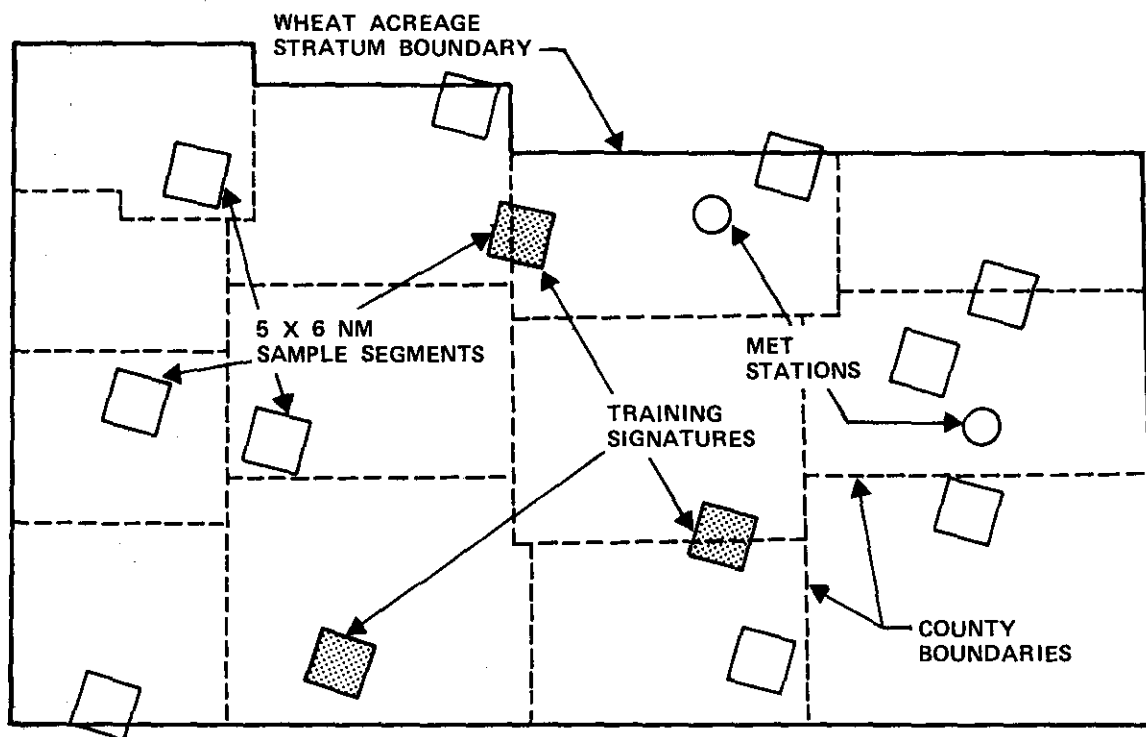 WHEAT ACREAGE
STRATUM BOUNDARY
5 X 6 NM
SAMPLE SEGMENTS
MET
STATIONS
TRAINING
SIGNATURES
COUNTY
BOUNDARIES